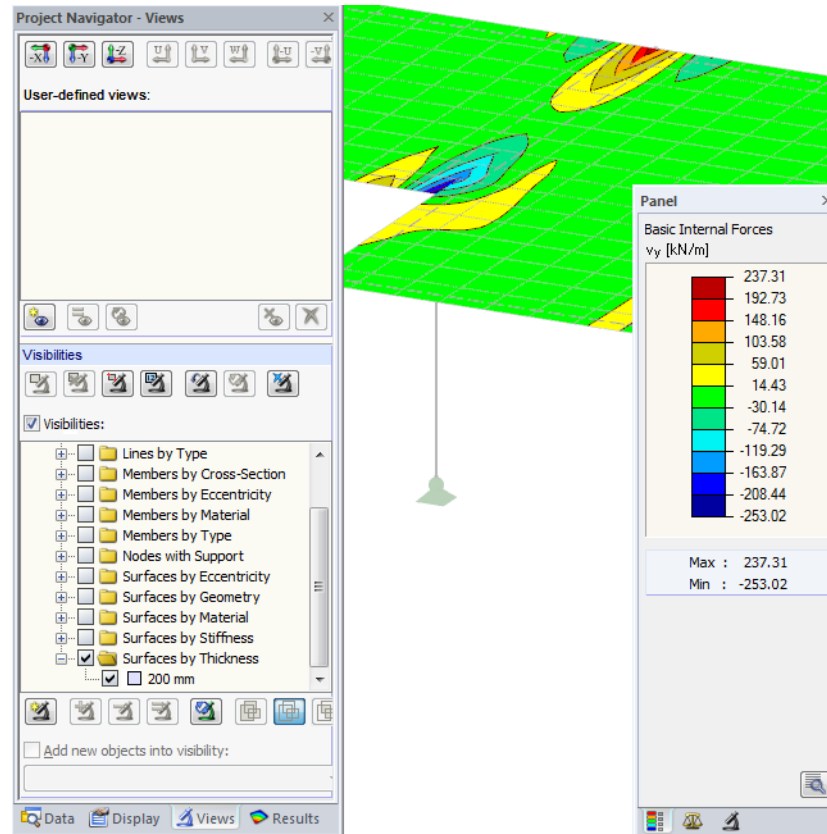 Project Navigator - Views
-X -Y -Z U V W -U -V
User-defined views:
Visibilities
Visibilities:
Lines by Type
Members by Cross-Section
Members by Eccentricity
Members by Material
Members by Type
Nodes with Support
Surfaces by Eccentricity
Surfaces by Geometry
Surfaces by Material
Surfaces by Stiffness
Surfaces by Thickness
200 mm
Add new objects into visibility:
Data Display Views Results
Panel
Basic Internal Forces
vy [kN/m]
237.31
192.73
148.16
103.58
59.01
14.43
-30.14
-74.72
-119.29
-163.87
-208.44
-253.02
Max : 237.31
Min : -253.02